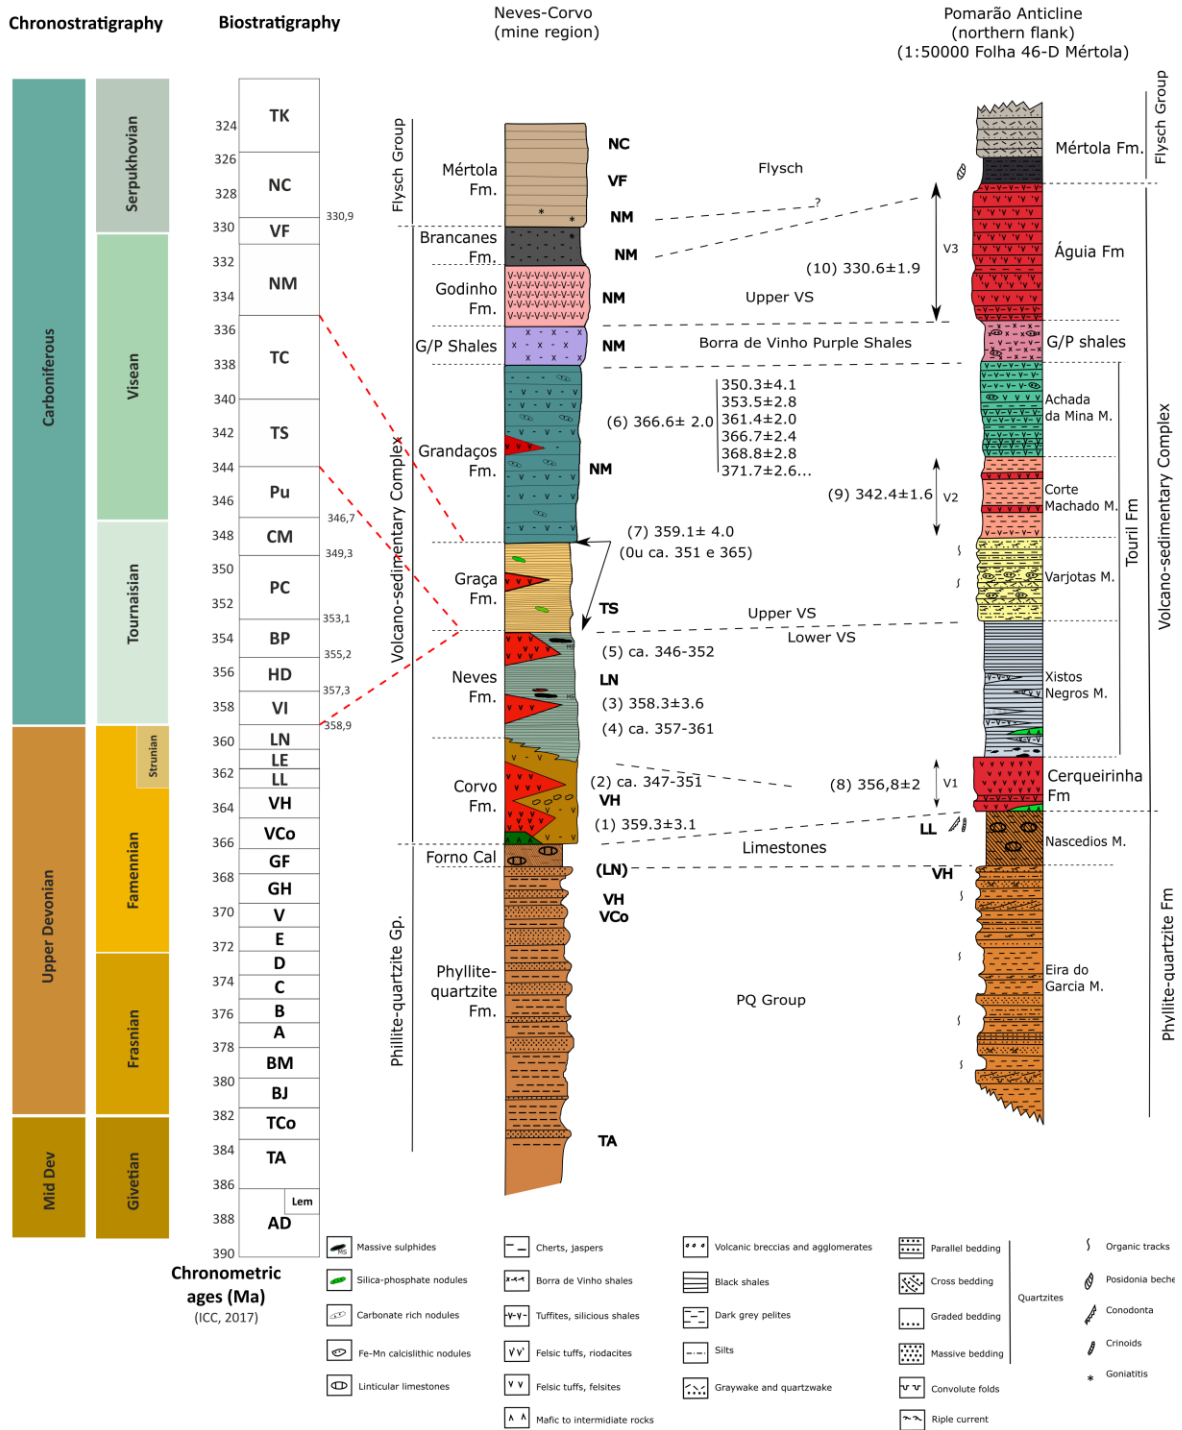 Chronostratigraphy
Biostratigraphy
Neves-Corvo
(mine region)
Pomarão Anticline
(northern flank)
(1:50000 Folha 46-D Mértola)
Carboniferous
Upper Devonian
Mid Dev
Serpukhovian
Visean
Tournaisian
Strunian
Famennian
Frasnian
Givetian
324
326
328
330
332
334
336
338
340
342
344
346
348
350
352
354
356
358
360
362
364
366
368
370
372
374
376
378
380
382
384
386
388
390
TK
NC
330,9
VF
NM
TC
TS
Pu
346,7
CM
349,3
PC
353,1
BP
355,2
HD
357,3
VI
358,9
LN
LE
LL
VH
VCo
GF
GH
V
E
D
C
B
A
BM
BJ
TCo
TA
Lem
AD
Chronometric
ages (Ma)
(ICC, 2017)
Flysch Group
Volcano-sedimentary Complex
Phillite-quartzite Gp.
Mértola
Fm.
Brancanes
Fm.
Godinho
Fm.
G/P Shales
Grandaços
Fm.
Graça
Fm.
Neves
Fm.
Corvo
Fm.
Forno Cal
Phyllite-
quartzite
Fm.
MS
MS
NC
VF
NM
NM
NM
NM
NM
TS
LN
VH
(LN)
VH
VCo
TA
Flysch
?
(10) 330.6±1.9
V3
Upper VS
Borra de Vinho Purple Shales
(6) 366.6± 2.0
350.3±4.1
353.5±2.8
361.4±2.0
366.7±2.4
368.8±2.8
371.7±2.6...
(9) 342.4±1.6
V2
(7) 359.1± 4.0
(0u ca. 351 e 365)
Upper VS
Lower VS
(5) ca. 346-352
(3) 358.3±3.6
(4) ca. 357-361
(2) ca. 347-351
(8) 356,8±2
V1
(1) 359.3±3.1
Limestones
LL
VH
PQ Group
Mértola Fm.
Águia Fm
G/P shales
Achada
da Mina M.
Corte
Machado M.
Varjotas M.
Xistos
Negros M.
Cerqueirinha
Fm
Nascedios M.
Eira do
Garcia M.
Touril Fm
Flysch Group
Volcano-sedimentary Complex
Phyllite-quartzite Fm
MS
Massive sulphides
Silica-phosphate nodules
Carbonate rich nodules
Fe-Mn calcislithic nodules
Linticular limestones
Cherts, jaspers
Borra de Vinho shales
Tuffites, silicious shales
Felsic tuffs, riodacites
Felsic tuffs, felsites
Mafic to intermidiate rocks
Volcanic breccias and agglomerates
Black shales
Dark grey pelites
Silts
Graywake and quartzwake
Parallel bedding
Cross bedding
Graded bedding
Massive bedding
Quartzites
Convolute folds
Riple current
Organic tracks
Posidonia beche
Conodonta
Crinoids
Goniatitis